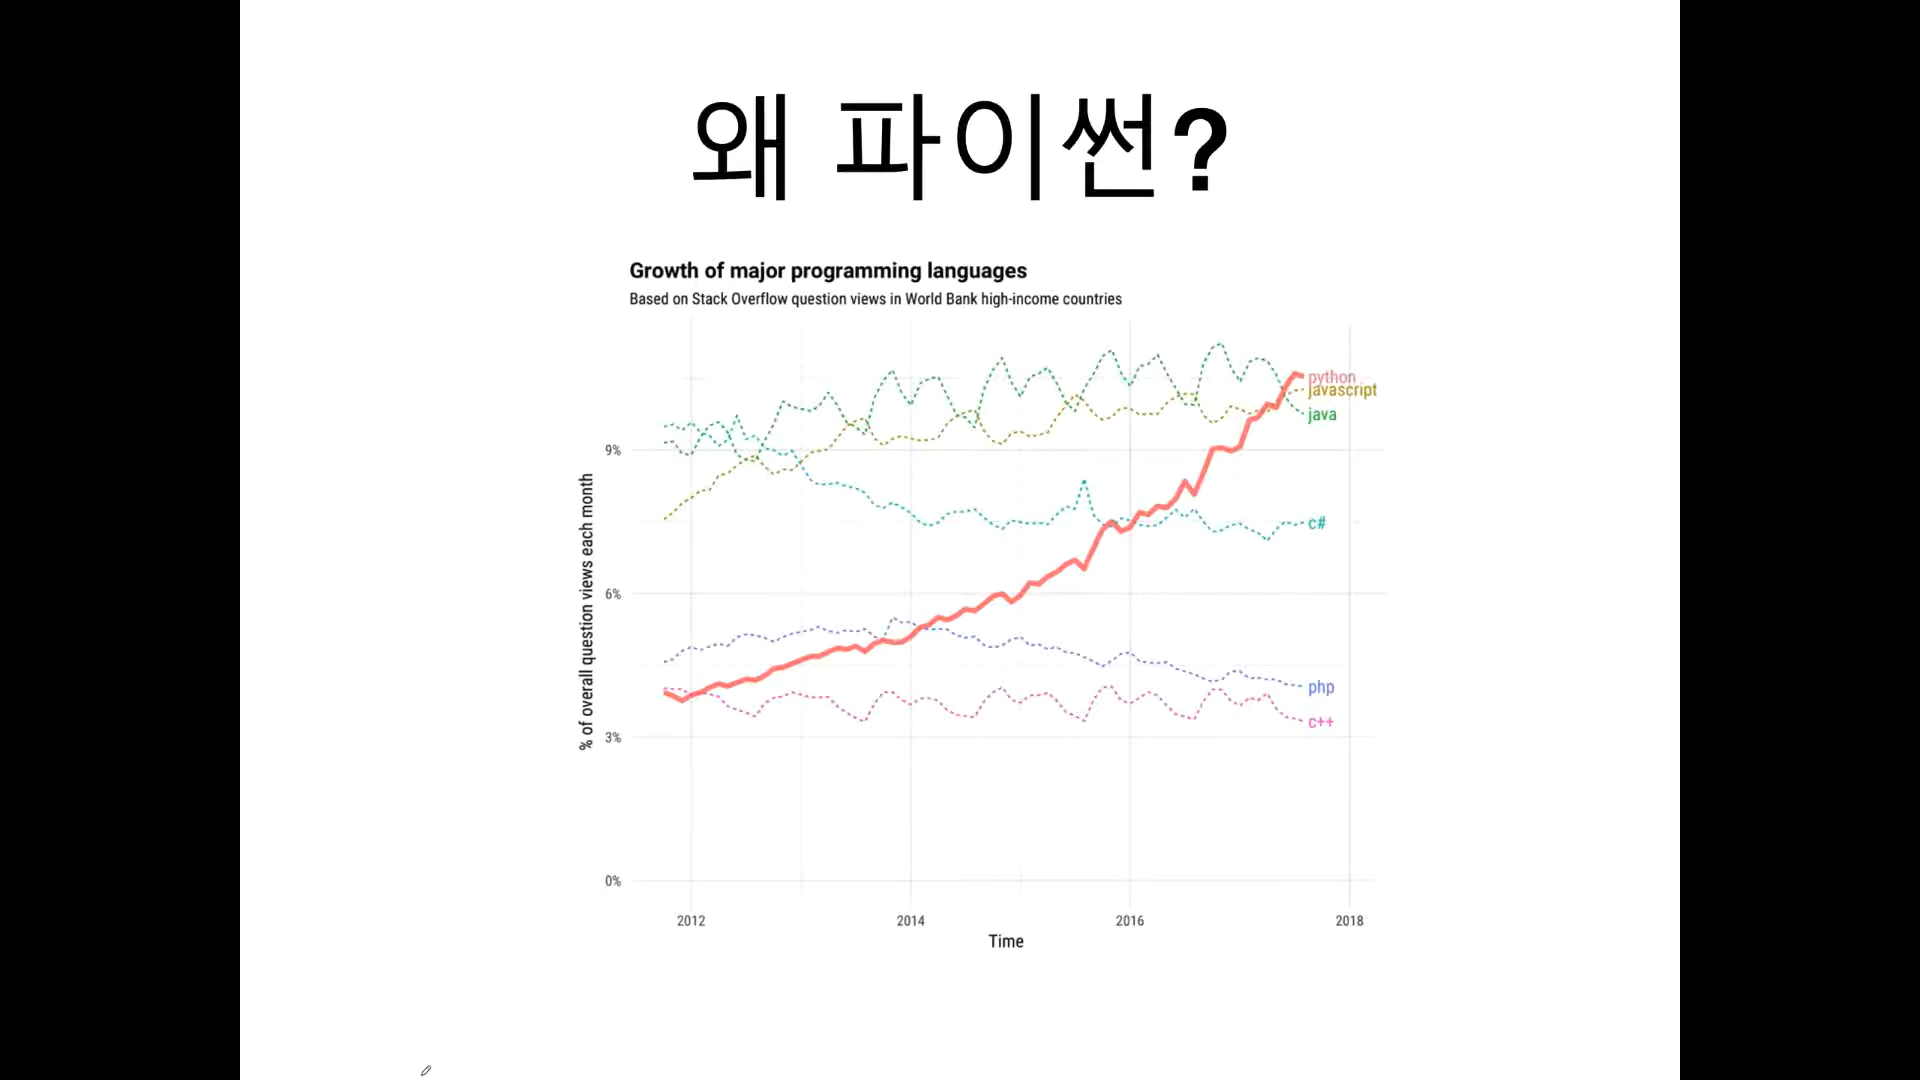 왜 파이썬?
Growth of major programming languages
Based on Stack Overflow question views in World Bank high-income countries
python
javascript
java
9%
c#
6%
php
c++
3%
0%
% of overall question views each month
2012
2014
2016
2018
Time